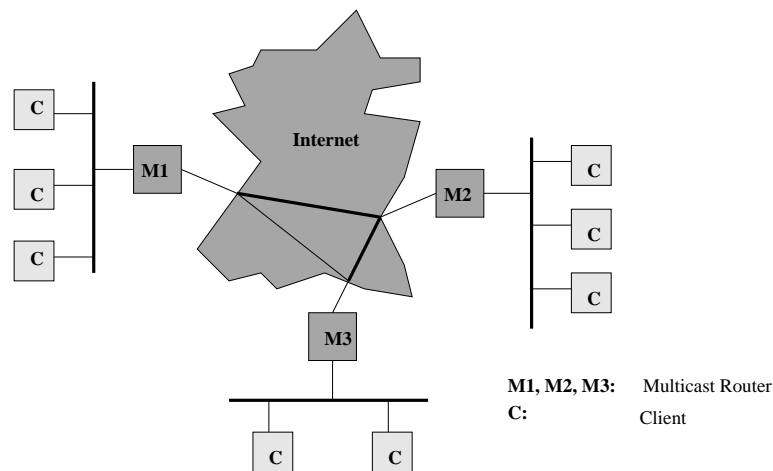 Internet
C
C
C
M1
M2
C
C
C
M3
C
C
M1, M2, M3: Multicast Router
C: Client